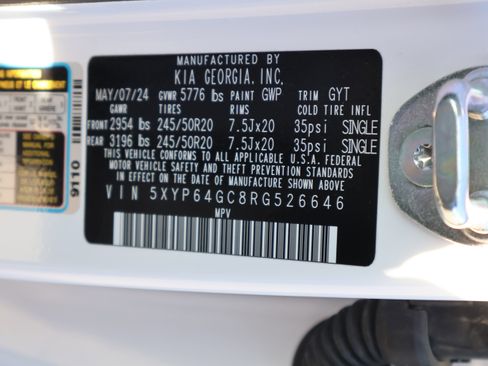 MANUFACTURED BY
KIA GEORGIA, INC.
MAY/07/24 GVWR 5776 lbs PAINT GWP TRIM GYT
GAWR TIRES RIMS COLD TIRE INFL
FRONT 2954 lbs 245/50R20 7.5Jx20 35psi SINGLE
REAR 3196 lbs 245/50R20 7.5Jx20 35psi SINGLE
THIS VEHICLE CONFORMS TO ALL APPLICABLE U.S.A. FEDERAL
MOTOR VEHICLE SAFETY AND THEFT PREVENTION STANDARDS
IN EFFECT ON THE DATE OF MANUFACTURE SHOWN ABOVE.
VIN 5XYP64GC8RG526646
MPV
9110